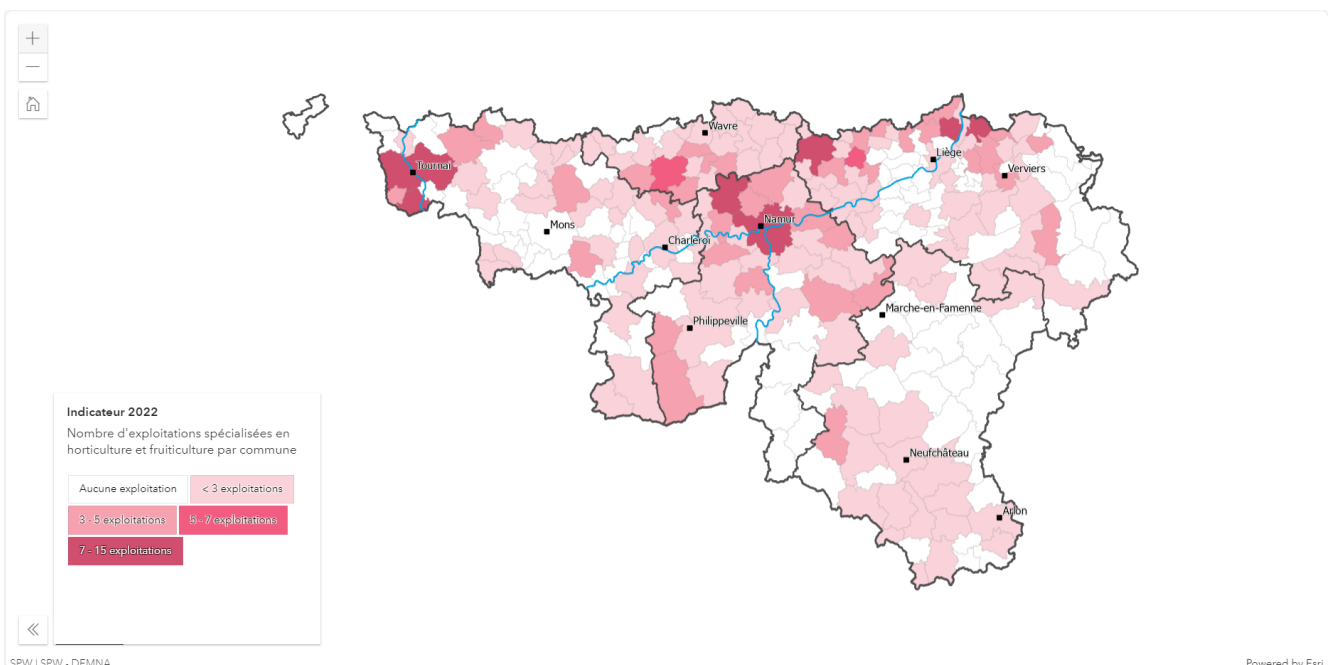 Wavre
Liège
Tournai
Verviers
Namur
Mons
Charleroi
Marche-en-Famenne
Philippeville
Neufchâteau
Arlon
Indicateur 2022
Nombre d'exploitations spécialisées en
horticulture et fruiticulture par commune
Aucune exploitation
< 3 exploitations
3 - 5 exploitations
5 - 7 exploitations
7 - 15 exploitations
SPW | SPW - DEMNA
Powered by Esri